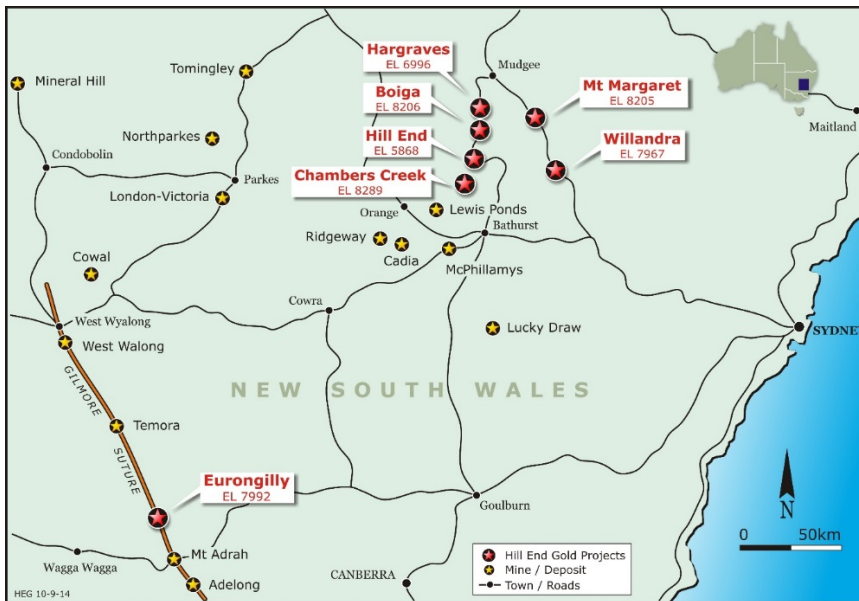 Hargraves
EL 6996
Mudgee
Tomingley
Mineral Hill
Boiga
EL 8206
Mt Margaret
EL 8205
Maitland
Northparkes
Hill End
EL 5868
Willandra
EL 7967
Condobolin
Chambers Creek
EL 8289
Parkes
London-Victoria
Orange
Lewis Ponds
Bathurst
Ridgeway
Cadia
McPhillamys
Cowal
Cowra
West Wyalong
Lucky Draw
SYDNE
West Walong
GILMORE
NEW SOUTH WALES
Temora
SUTURE
Eurongilly
EL 7992
Goulburn
N
0 50km
Mt Adrah
Wagga Wagga
Adelong
CANBERRA
Hill End Gold Projects
Mine / Deposit
Town / Roads
HEG 10-9-14